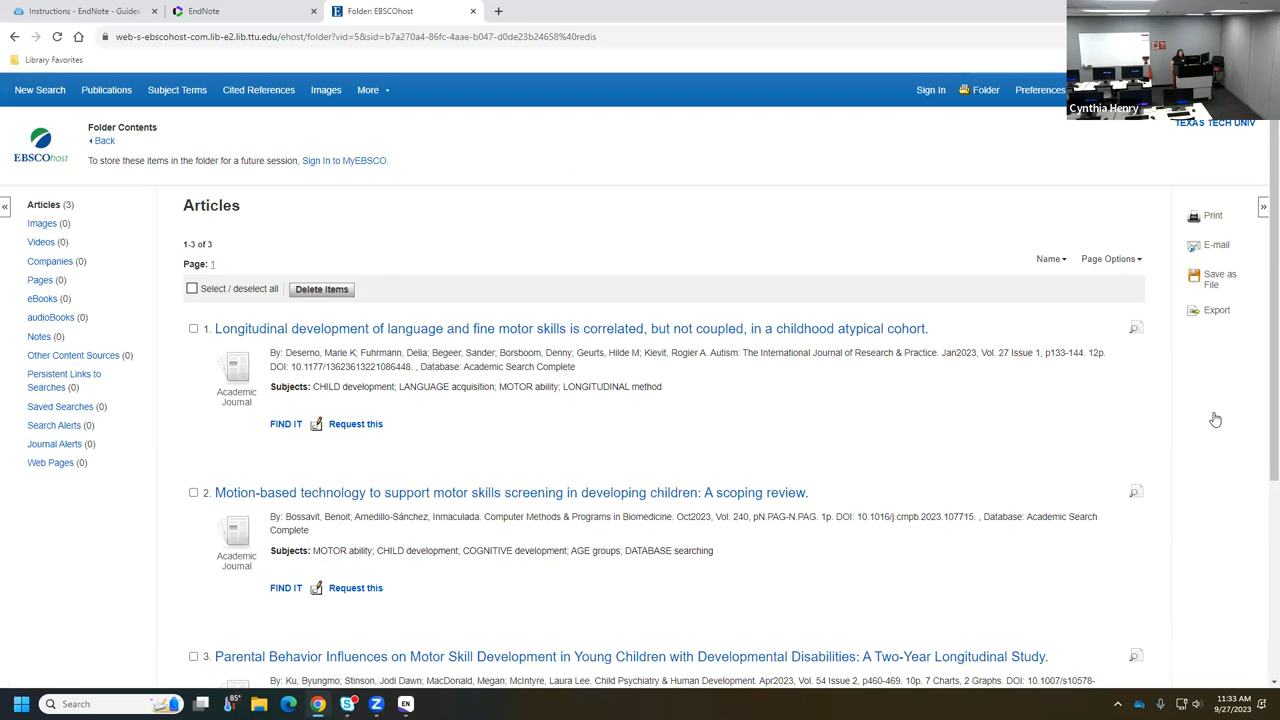 Instructions - EndNote - Guides
EndNote
Folder: EBSCOhost
web-s-ebscohost-com.lib-e2.lib.ttu.edu/ehost/folder?vid=5&sid=b7a270a4-86fc-4aae-b047-d0de23b24658%40redis
Library Favorites
New Search
Publications
Subject Terms
Cited References
Images
More
Sign In
Folder
Preferences
Cynthia Henry
TEXAS TECH UNIV
EBSCOhost
Folder Contents
Back
To store these items in the folder for a future session, Sign In to MyEBSCO.
Articles (3)
Images (0)
Videos (0)
Companies (0)
Pages (0)
eBooks (0)
audioBooks (0)
Notes (0)
Other Content Sources (0)
Persistent Links to
Searches (0)
Saved Searches (0)
Search Alerts (0)
Journal Alerts (0)
Web Pages (0)
Articles
1-3 of 3
Page: 1
Name
Page Options
Select / deselect all
Delete Items
1. Longitudinal development of language and fine motor skills is correlated, but not coupled, in a childhood atypical cohort.
By: Deserno, Marie K; Fuhrmann, Delia; Begeer, Sander; Borsboom, Denny; Geurts, Hilde M; Kievit, Rogier A. Autism: The International Journal of Research & Practice. Jan2023, Vol. 27 Issue 1, p133-144. 12p.
DOI: 10.1177/13623613221086448. , Database: Academic Search Complete
Subjects: CHILD development; LANGUAGE acquisition; MOTOR ability; LONGITUDINAL method
Academic
Journal
FIND IT
Request this
2. Motion-based technology to support motor skills screening in developing children: A scoping review.
By: Bossavit, Benoit; Arnedillo-Sánchez, Inmaculada. Computer Methods & Programs in Biomedicine. Oct2023, Vol. 240, pN.PAG-N.PAG. 1p. DOI: 10.1016/j.cmpb.2023.107715. , Database: Academic Search
Complete
Subjects: MOTOR ability; CHILD development; COGNITIVE development; AGE groups; DATABASE searching
Academic
Journal
FIND IT
Request this
3. Parental Behavior Influences on Motor Skill Development in Young Children with Developmental Disabilities: A Two-Year Longitudinal Study.
By: Ku, Byungmo; Stinson, Jodi Dawn; MacDonald, Megan; McIntyre, Laura Lee. Child Psychiatry & Human Development. Apr2023, Vol. 54 Issue 2, p460-469. 10p. 7 Charts, 2 Graphs. DOI: 10.1007/s10578-
Print
E-mail
Save as
File
Export
Search
85°
EN
11:33 AM
9/27/2023